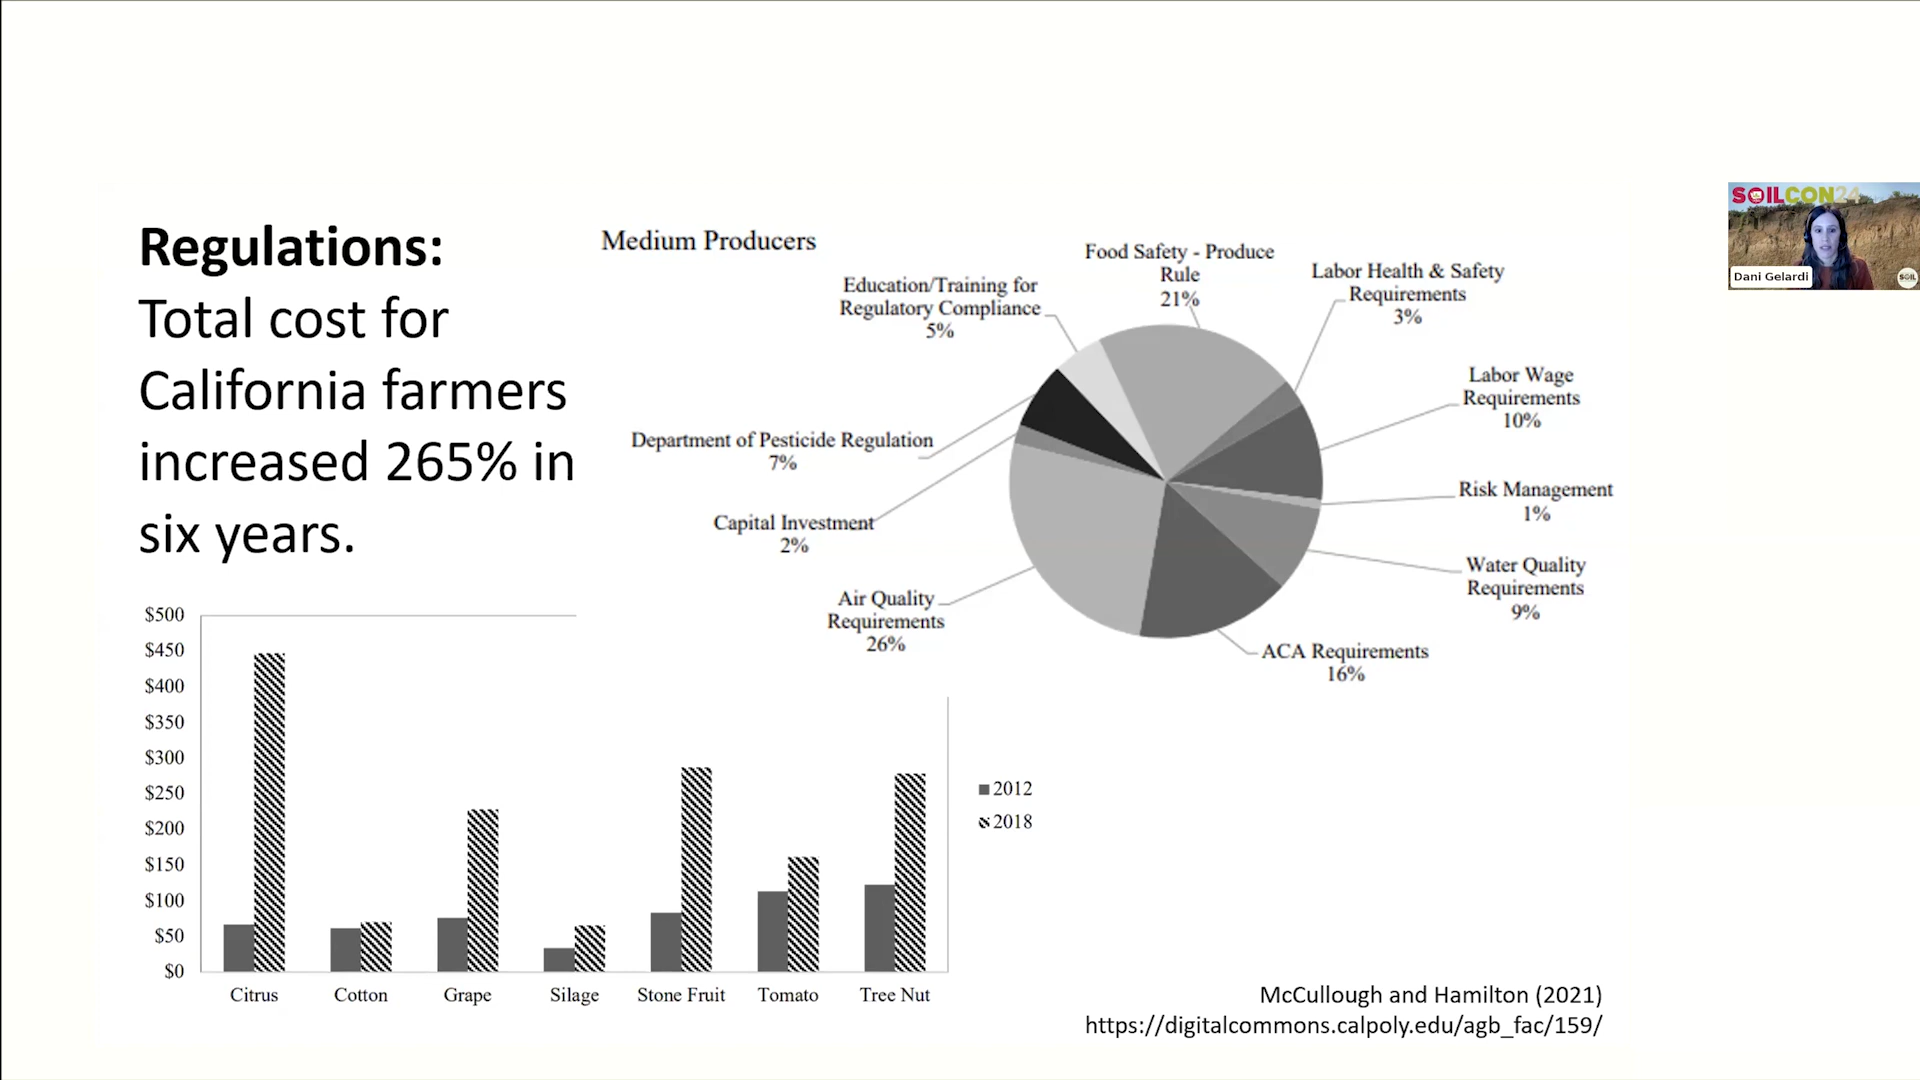 SOILCON24
Dani Gelardi
SOIL
Regulations:
Total cost for
California farmers
increased 265% in
six years.
Medium Producers
Food Safety - Produce
Rule
21%
Labor Health & Safety
Requirements
3%
Labor Wage
Requirements
10%
Risk Management
1%
Water Quality
Requirements
9%
ACA Requirements
16%
Air Quality
Requirements
26%
Capital Investment
2%
Department of Pesticide Regulation
7%
Education/Training for
Regulatory Compliance
5%
$500
$450
$400
$350
$300
$250
$200
$150
$100
$50
$0
Citrus Cotton Grape Silage Stone Fruit Tomato Tree Nut
2012
2018
McCullough and Hamilton (2021)
https://digitalcommons.calpoly.edu/agb_fac/159/